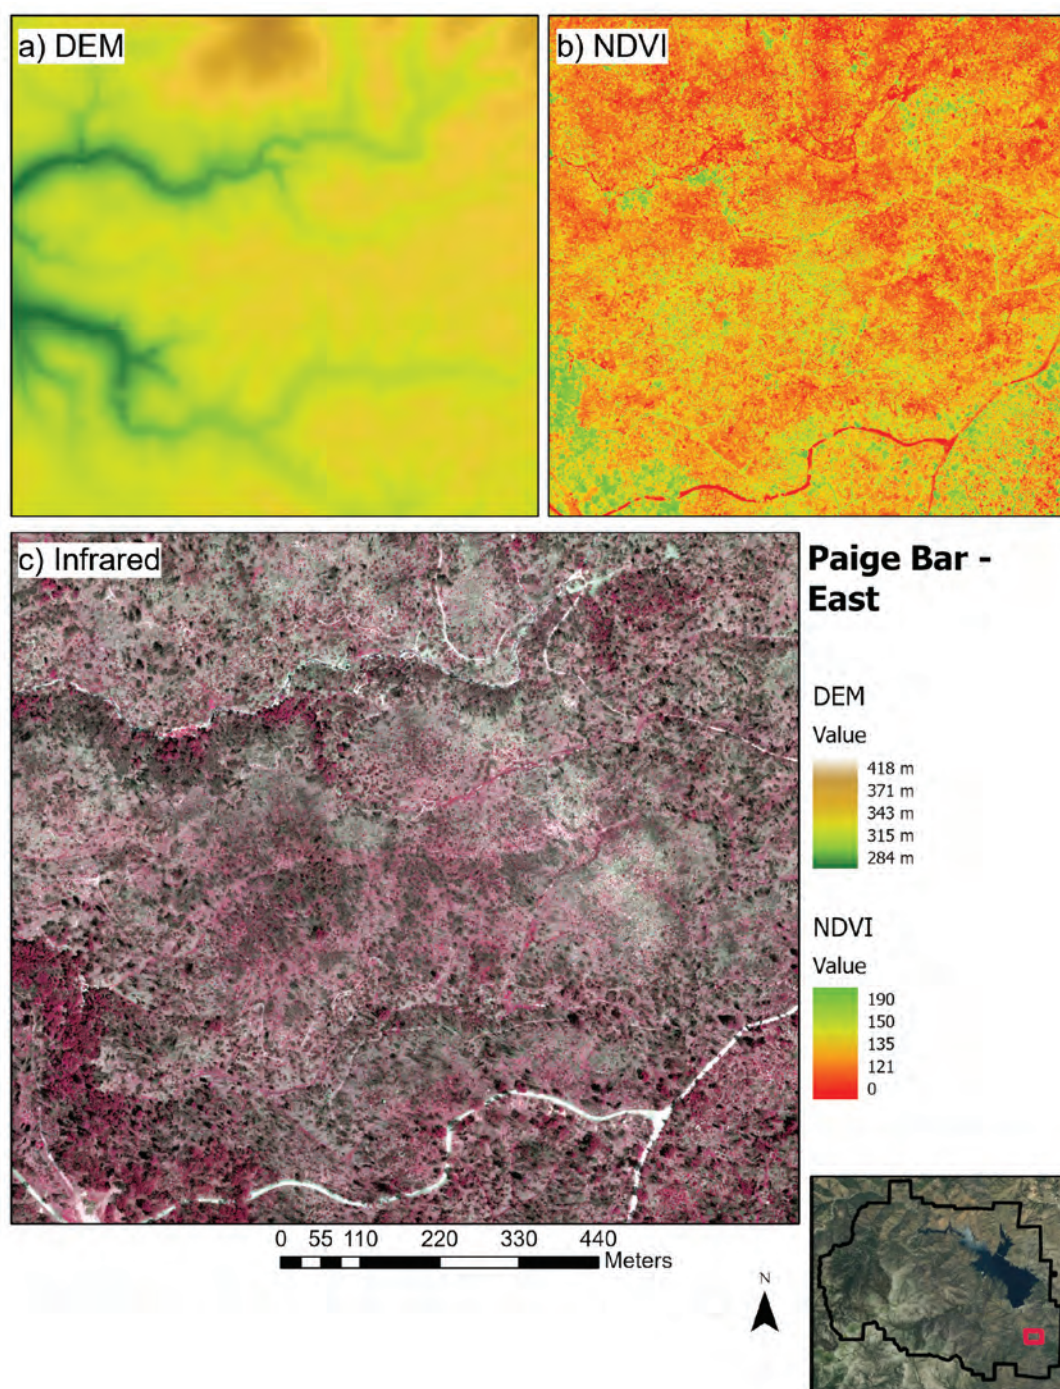 a) DEM
b) NDVI
c) Infrared
Paige Bar -
East
DEM
Value
418 m
371 m
343 m
315 m
284 m
NDVI
Value
190
150
135
121
0
0 55 110 220 330 440
Meters
N